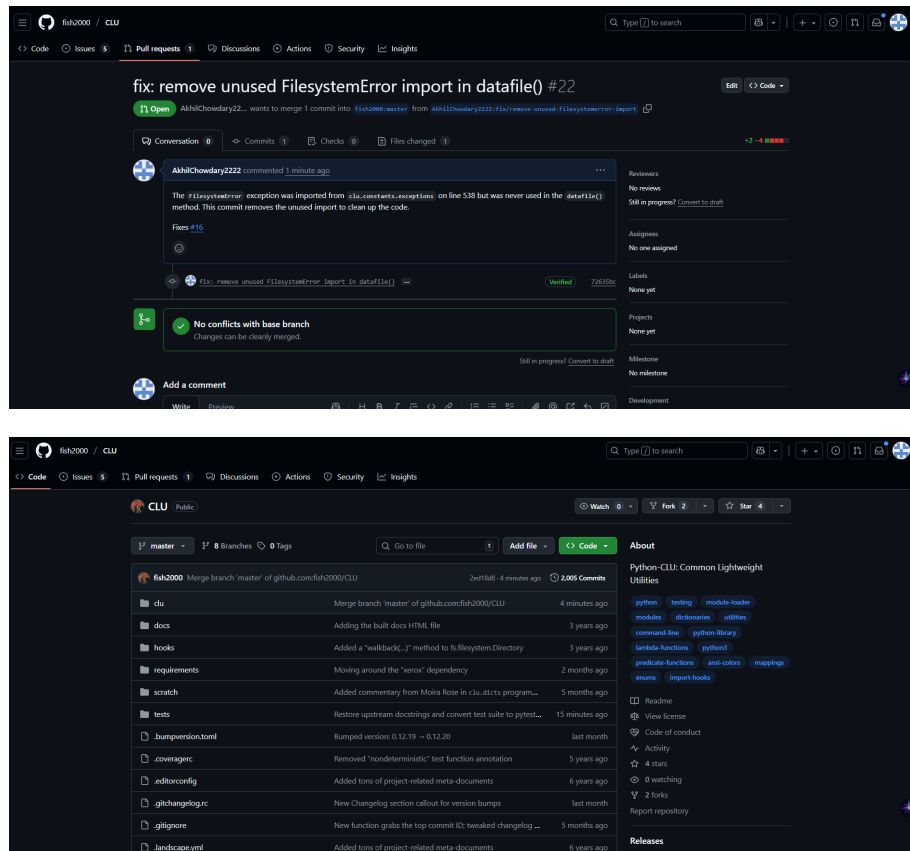 fish2000 / CLU
Type / to search
Code Issues 5 Pull requests 1 Discussions Actions Security Insights
fix: remove unused FilesystemError import in datafile() #22
Edit Code
Open AkhilChowdary22... wants to merge 1 commit into fish2000:master from AkhilChowdary2222:fix/remove-unused-filesystemerror-import
Conversation 0 Commits 1 Checks 0 Files changed 1
+2 −4
AkhilChowdary2222 commented 1 minute ago
The FilesystemError exception was imported from clu.constants.exceptions on line 538 but was never used in the datafile()
method. This commit removes the unused import to clean up the code.
Fixes #16
fix: remove unused FilesystemError import in datafile() ...
Verified 72635bc
No conflicts with base branch
Changes can be cleanly merged.
Still in progress? Convert to draft
Add a comment
Write Preview
Reviewers
No reviews
Still in progress? Convert to draft
Assignees
No one assigned
Labels
None yet
Projects
None yet
Milestone
No milestone
Development
fish2000 / CLU
Type / to search
Code Issues 5 Pull requests 1 Discussions Actions Security Insights
CLU Public
Watch 0 Fork 2 Star 4
master 8 Branches 0 Tags
Go to file t Add file Code
fish2000 Merge branch 'master' of github.com:fish2000/CLU 2ed18d8 · 4 minutes ago 2,005 Commits
clu Merge branch 'master' of github.com:fish2000/CLU 4 minutes ago
docs Adding the built docs HTML file 3 years ago
hooks Added a "walkback(...)" method to fs.filesystem.Directory 3 years ago
requirements Moving around the "xerox" dependency 2 months ago
scratch Added commentary from Moira Rose in clu.dicts program... 5 months ago
tests Restore upstream docstrings and convert test suite to pytest... 15 minutes ago
.bumpversion.toml Bumped version: 0.12.19 → 0.12.20 last month
.coveragerc Removed "nondeterministic" test function annotation 5 years ago
.editorconfig Added tons of project-related meta-documents 6 years ago
.gitchangelog.rc New Changelog section callout for version bumps last month
.gitignore New function grabs the top commit ID; tweaked changelog ... 5 months ago
.landscape.yml Added tons of project-related meta-documents 6 years ago
About
Python-CLU: Common Lightweight
Utilities
python testing module-loader
modules dictionaries utilities
command-line python-library
lambda-functions python3
predicate-functions ansi-colors mappings
enums import-hooks
Readme
View license
Code of conduct
Activity
4 stars
0 watching
2 forks
Report repository
Releases